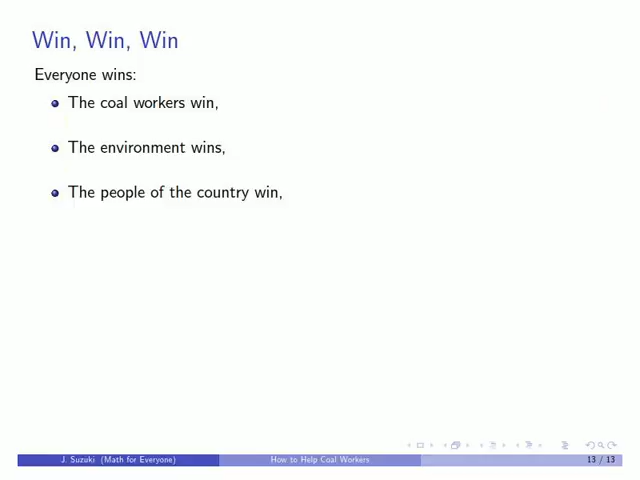 Win, Win, Win
Everyone wins:
The coal workers win,
The environment wins,
The people of the country win,
J. Suzuki (Math for Everyone) How to Help Coal Workers 13 / 13